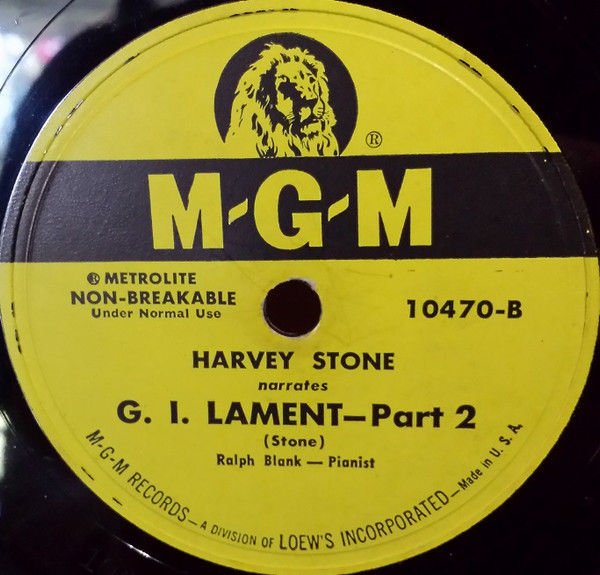 ®
M-G-M
® METROLITE
NON-BREAKABLE
Under Normal Use
10470-B
HARVEY STONE
narrates
G. I. LAMENT—Part 2
(Stone)
Ralph Blank — Pianist
M-G-M RECORDS—A DIVISION OF LOEW'S INCORPORATED—Made in U. S. A.